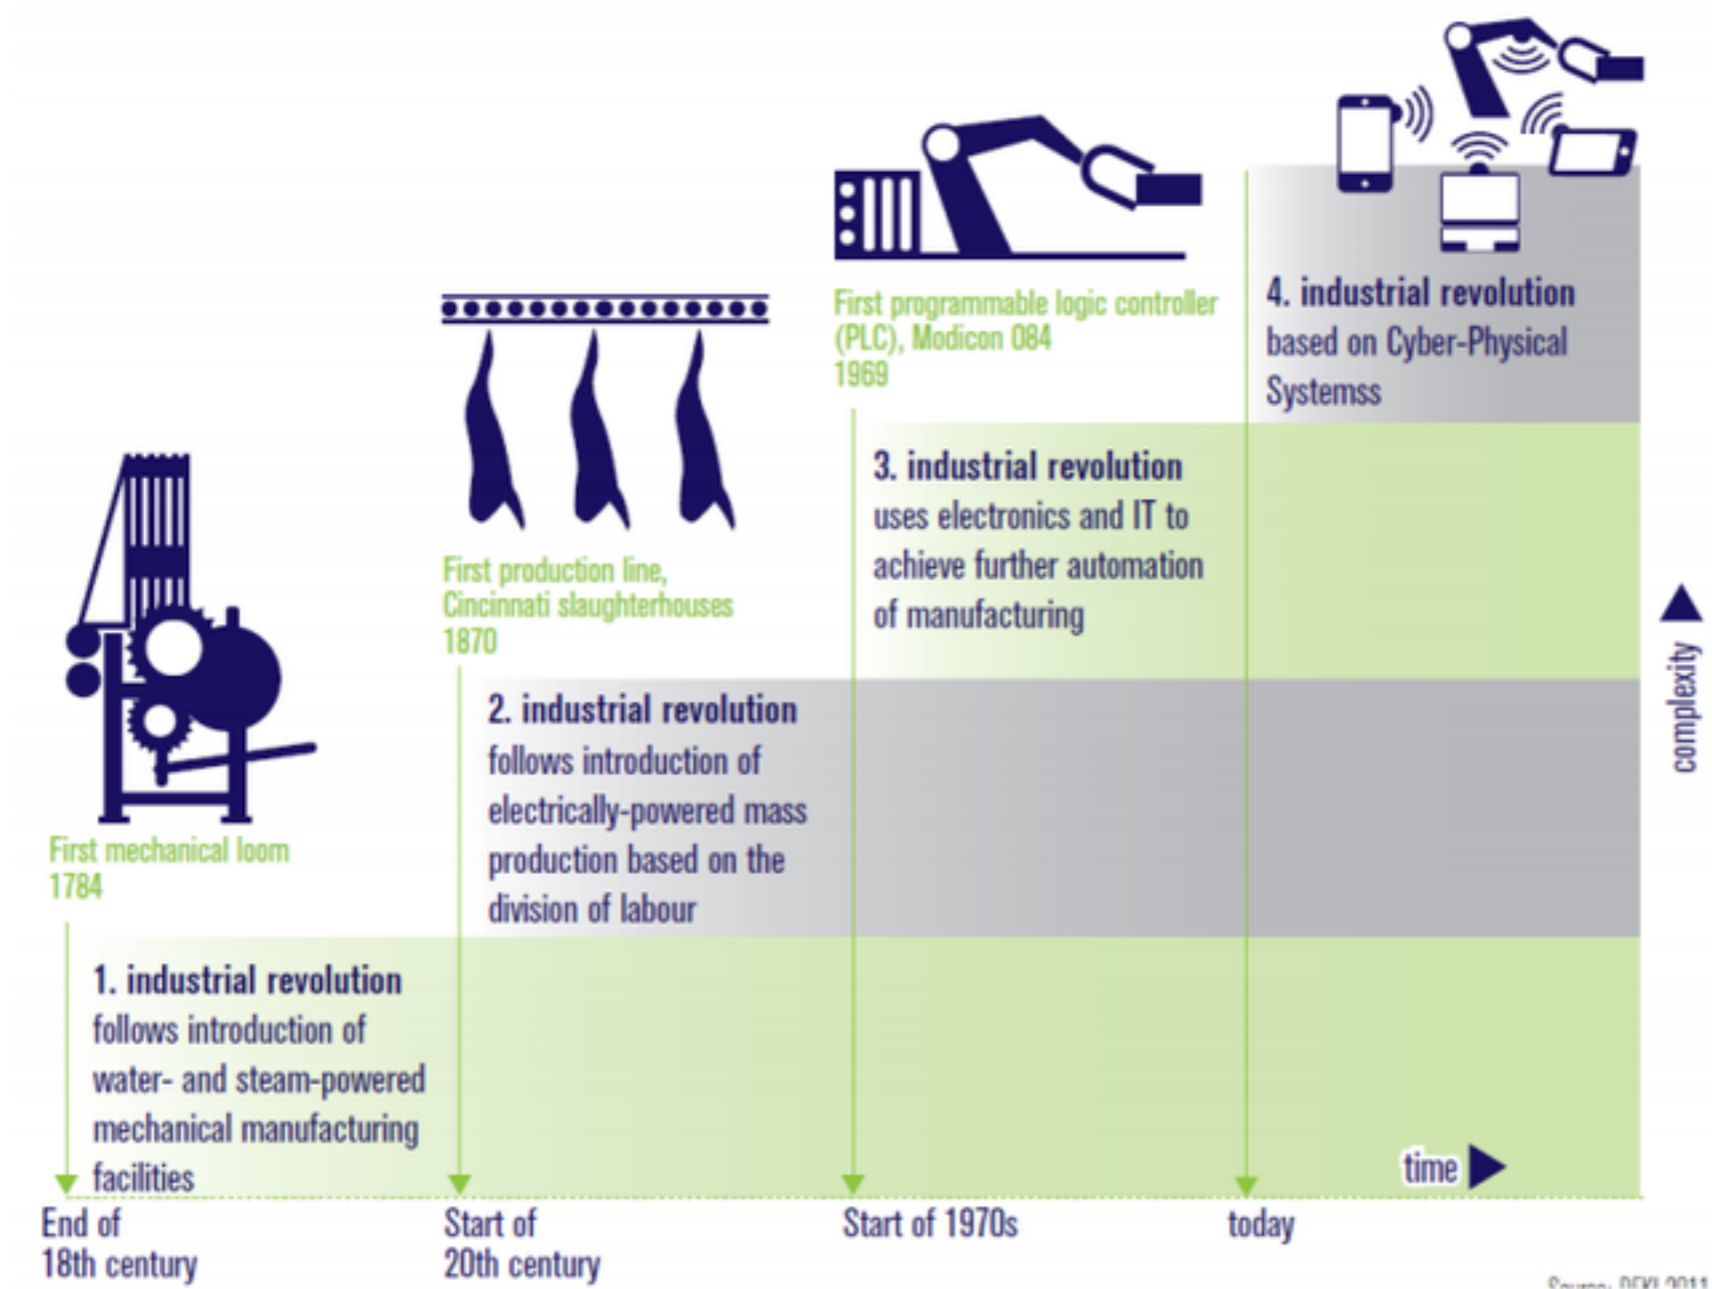 First mechanical loom
1784
First production line,
Cincinnati slaughterhouses
1870
First programmable logic controller
(PLC), Modicon 084
1969
4. industrial revolution
based on Cyber-Physical
Systemss
3. industrial revolution
uses electronics and IT to
achieve further automation
of manufacturing
2. industrial revolution
follows introduction of
electrically-powered mass
production based on the
division of labour
1. industrial revolution
follows introduction of
water- and steam-powered
mechanical manufacturing
facilities
complexity
time
End of
18th century
Start of
20th century
Start of 1970s
today
Source: DFKI 2011